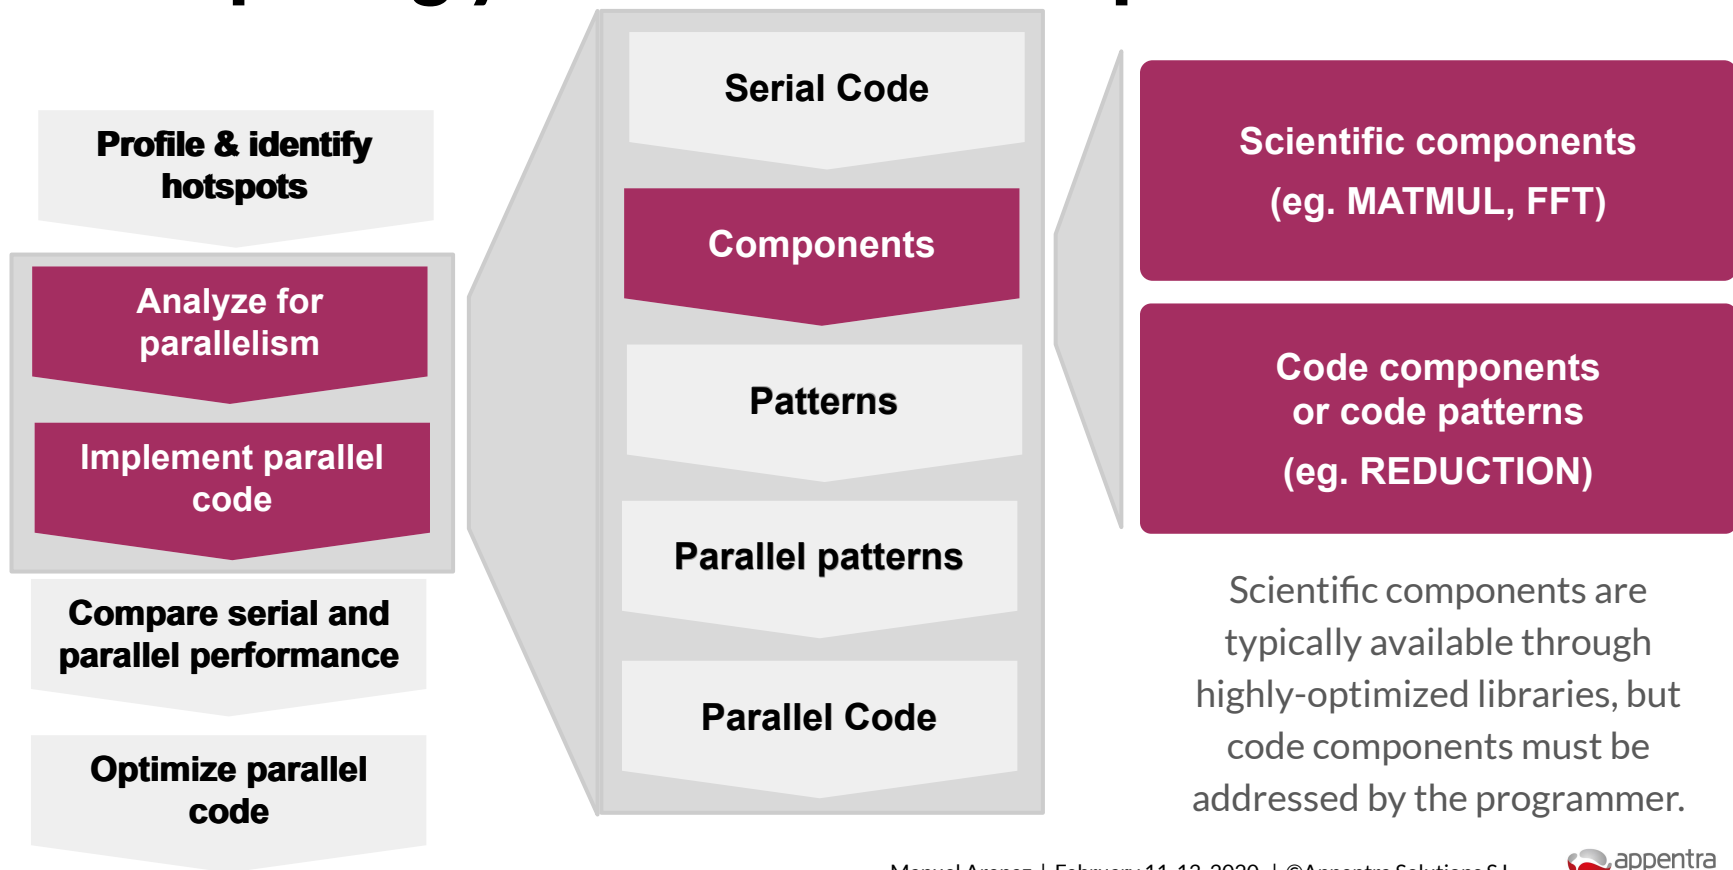 Profile & identify
hotspots
Analyze for
parallelism
Implement parallel
code
Compare serial and
parallel performance
Optimize parallel
code
Serial Code
Components
Patterns
Parallel patterns
Parallel Code
Scientific components
(eg. MATMUL, FFT)
Code components
or code patterns
(eg. REDUCTION)
Scientific components are
typically available through
highly-optimized libraries, but
code components must be
addressed by the programmer.
appentra